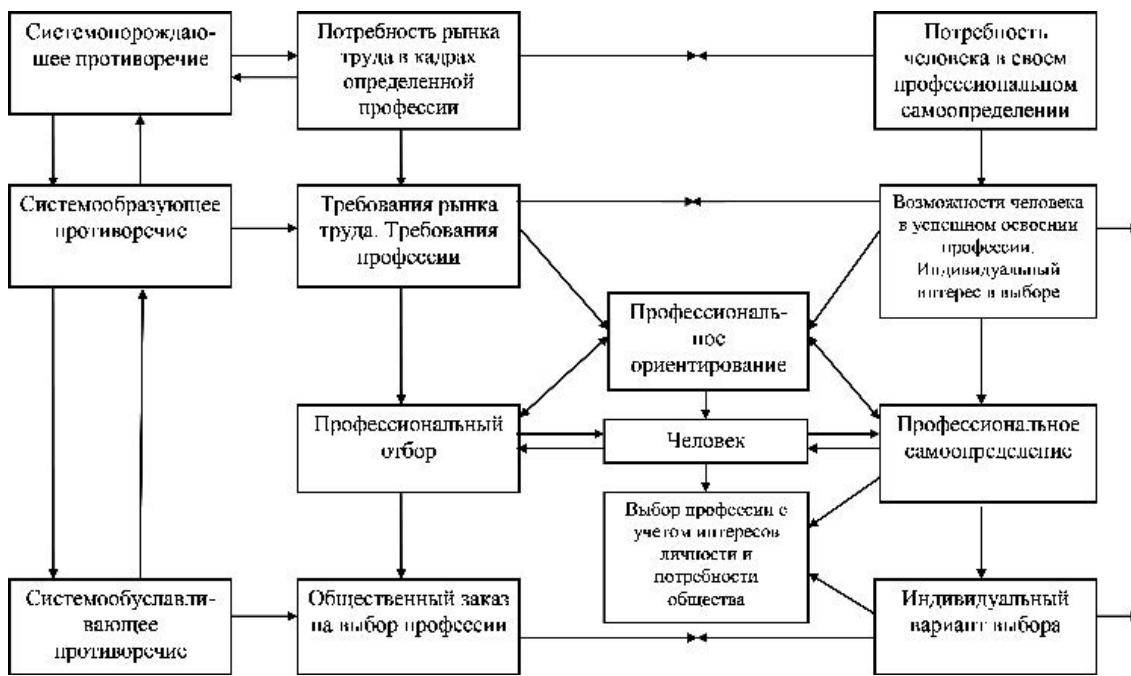 Системопорождаю-
щее противоречие
Потребность рынка
труда в кадрах
определенной
профессии
Потребность
человека в своем
профессиональном
самоопределении
Системообразующее
противоречие
Требования рынка
труда. Требования
профессии
Возможности человека
в успешном освоении
профессии.
Индивидуальный
интерес в выборе
Профессиональ-
ное
ориентирование
Профессиональный
отбор
Человек
Профессиональное
самоопределение
Выбор профессии с
учетом интересов
личности и
потребности
общества
Системообуславли-
вающее
противоречие
Общественный заказ
на выбор профессии
Индивидуальный
вариант выбора